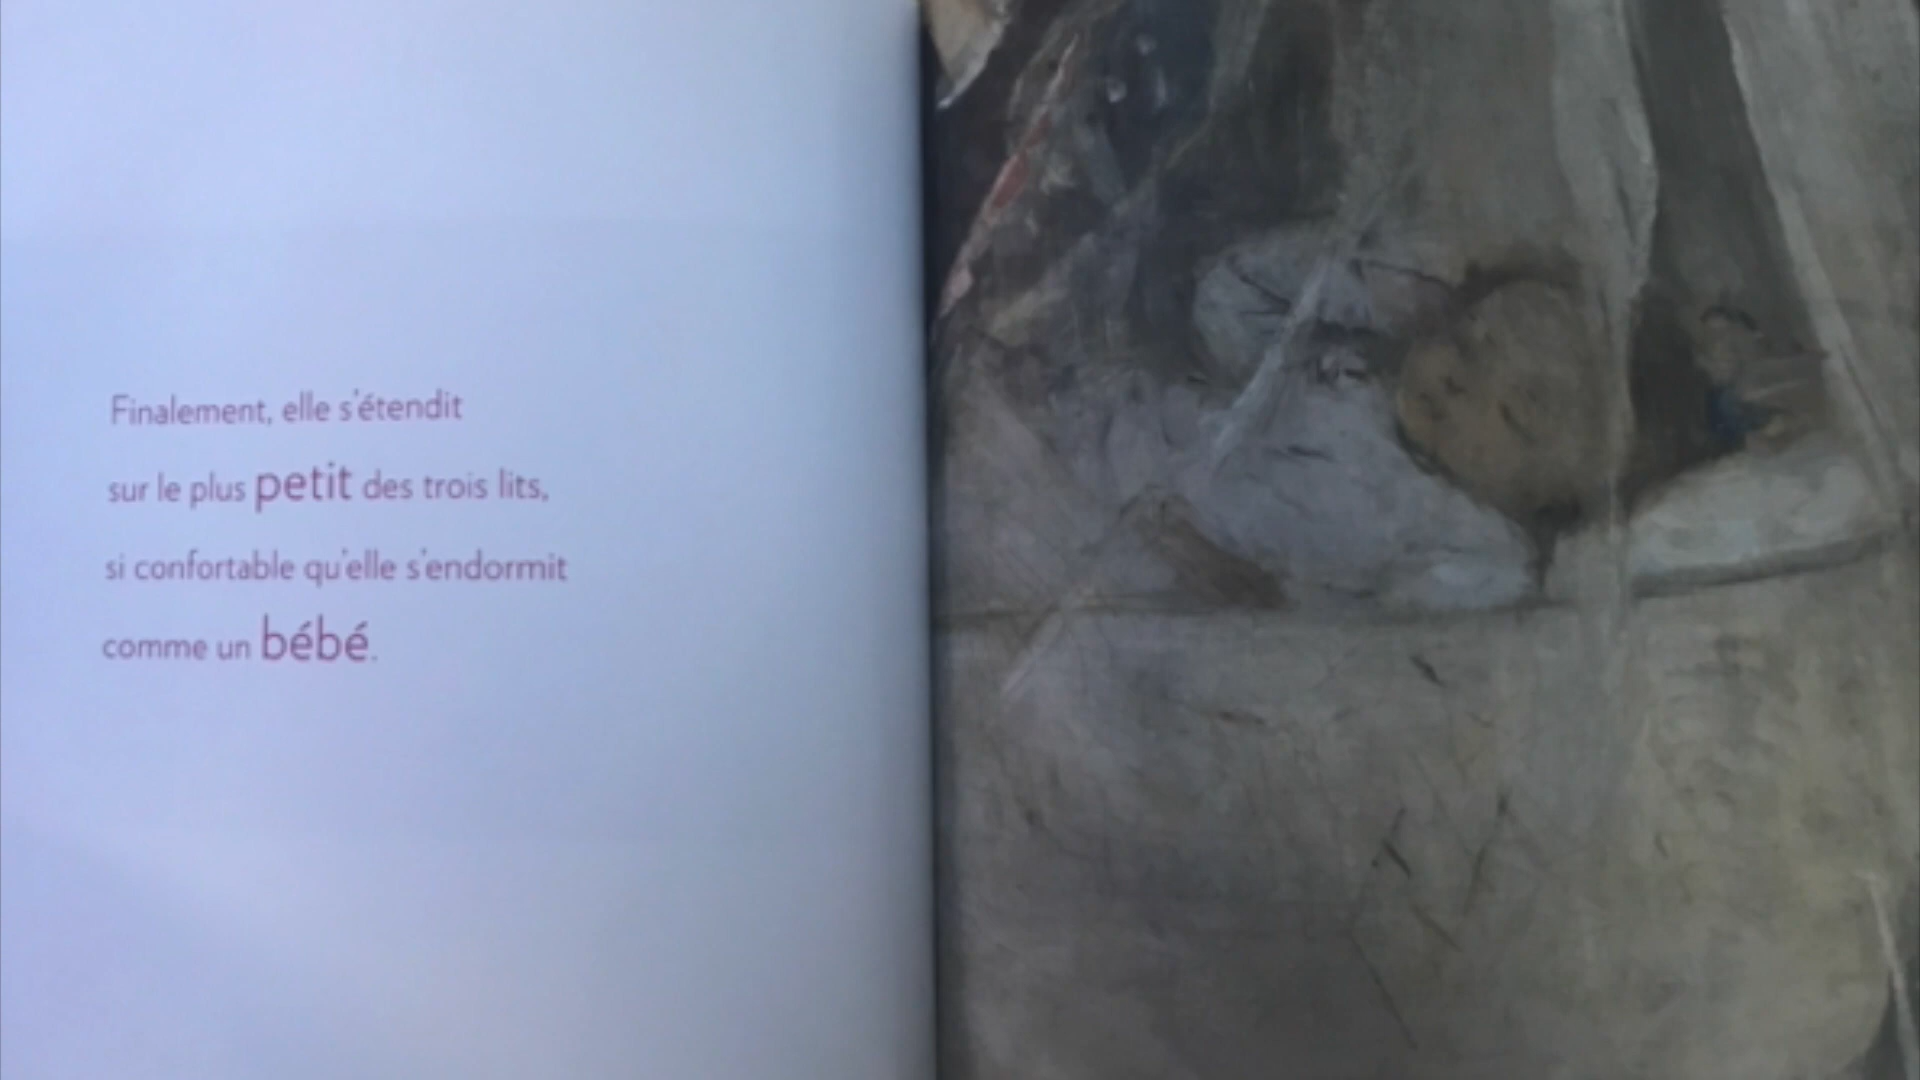 Finalement, elle s'étendit
sur le plus petit des trois lits,
si confortable qu'elle s'endormit
comme un bébé.